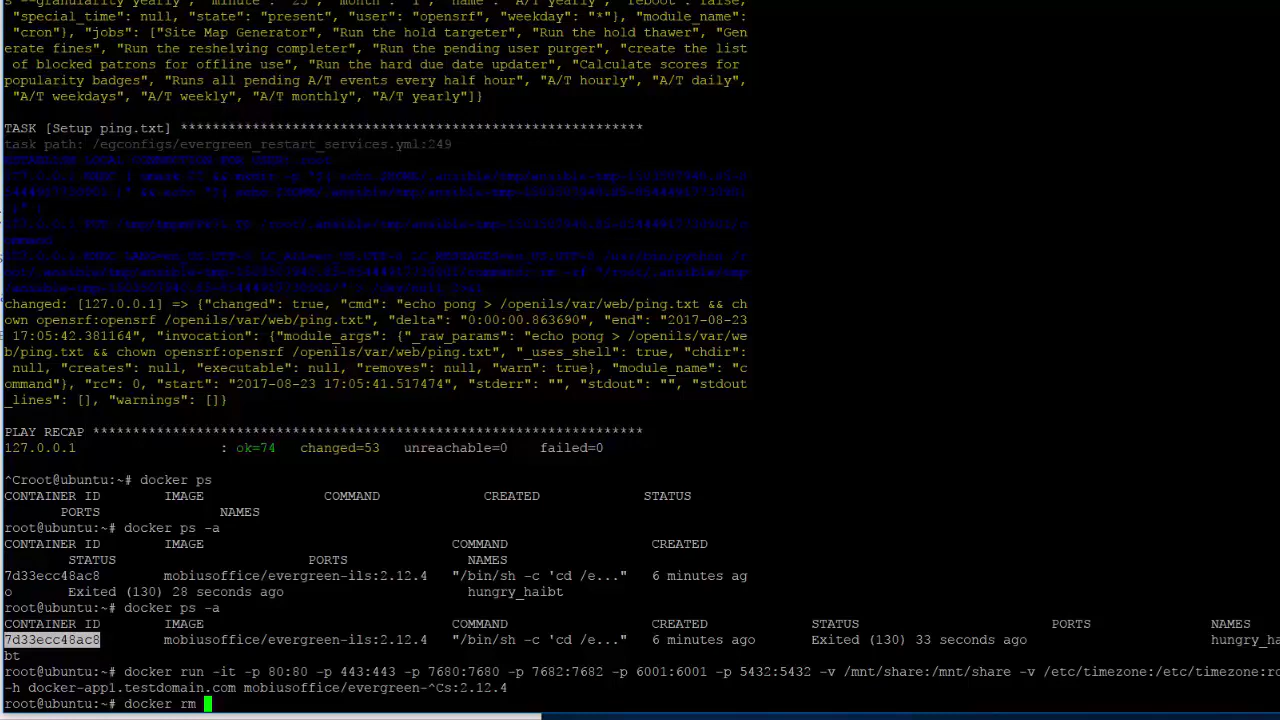 s --granularity yearly", "minute": "25", "month": "1", "name": "A/T yearly", "reboot": false,
"special_time": null, "state": "present", "user": "opensrf", "weekday": "*"}, "module_name":
"cron"}, "jobs": ["Site Map Generator", "Run the hold targeter", "Run the hold thawer", "Gen
erate fines", "Run the reshelving completer", "Run the pending user purger", "create the list
of blocked patrons for offline use", "Run the hard due date updater", "Calculate scores for
popularity badges", "Runs all pending A/T events every half hour", "A/T hourly", "A/T daily",
"A/T weekdays", "A/T weekly", "A/T monthly", "A/T yearly"]}
TASK [Setup ping.txt] **********************************************************
task path: /egconfigs/evergreen_restart_services.yml:249
ESTABLISH LOCAL CONNECTION FOR USER: root
changed: [127.0.0.1] => {"changed": true, "cmd": "echo pong > /openils/var/web/ping.txt && ch
own opensrf:opensrf /openils/var/web/ping.txt", "delta": "0:00:00.863690", "end": "2017-08-23
17:05:42.381164", "invocation": {"module_args": {"_raw_params": "echo pong > /openils/var/we
b/ping.txt && chown opensrf:opensrf /openils/var/web/ping.txt", "_uses_shell": true, "chdir":
null, "creates": null, "executable": null, "removes": null, "warn": true}, "module_name": "c
ommand"}, "rc": 0, "start": "2017-08-23 17:05:41.517474", "stderr": "", "stdout": "", "stdout
_lines": [], "warnings": []}
PLAY RECAP *********************************************************************
127.0.0.1 : ok=74 changed=53 unreachable=0 failed=0
^Croot@ubuntu:~# docker ps
CONTAINER ID IMAGE COMMAND CREATED STATUS
PORTS NAMES
root@ubuntu:~# docker ps -a
CONTAINER ID IMAGE COMMAND CREATED
STATUS PORTS NAMES
7d33ecc48ac8 mobiusoffice/evergreen-ils:2.12.4 "/bin/sh -c 'cd /e..." 6 minutes ag
o Exited (130) 28 seconds ago hungry_haibt
root@ubuntu:~# docker ps -a
CONTAINER ID IMAGE COMMAND CREATED STATUS PORTS NAMES
7d33ecc48ac8 mobiusoffice/evergreen-ils:2.12.4 "/bin/sh -c 'cd /e..." 6 minutes ago Exited (130) 33 seconds ago hungry_ha
bt
root@ubuntu:~# docker run -it -p 80:80 -p 443:443 -p 7680:7680 -p 7682:7682 -p 6001:6001 -p 5432:5432 -v /mnt/share:/mnt/share -v /etc/timezone:/etc/timezone:ro
-h docker-app1.testdomain.com mobiusoffice/evergreen-^Cs:2.12.4
root@ubuntu:~# docker rm